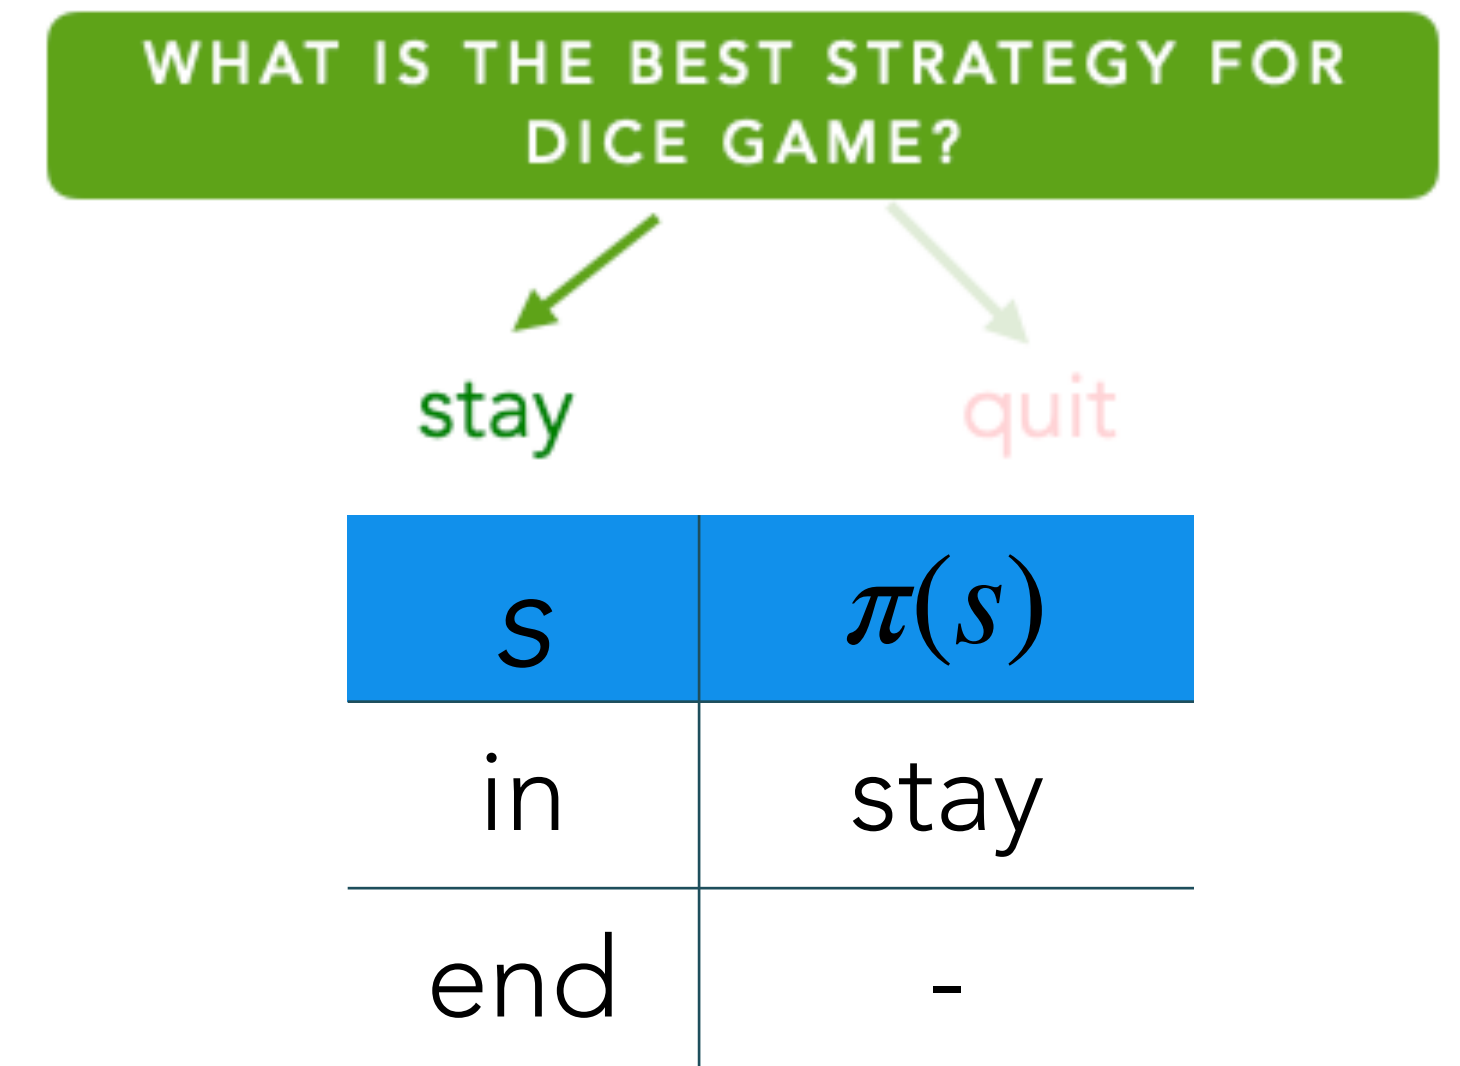 WHAT IS THE BEST STRATEGY FOR
DICE GAME?
stay quit
s π(s)
in stay
end -